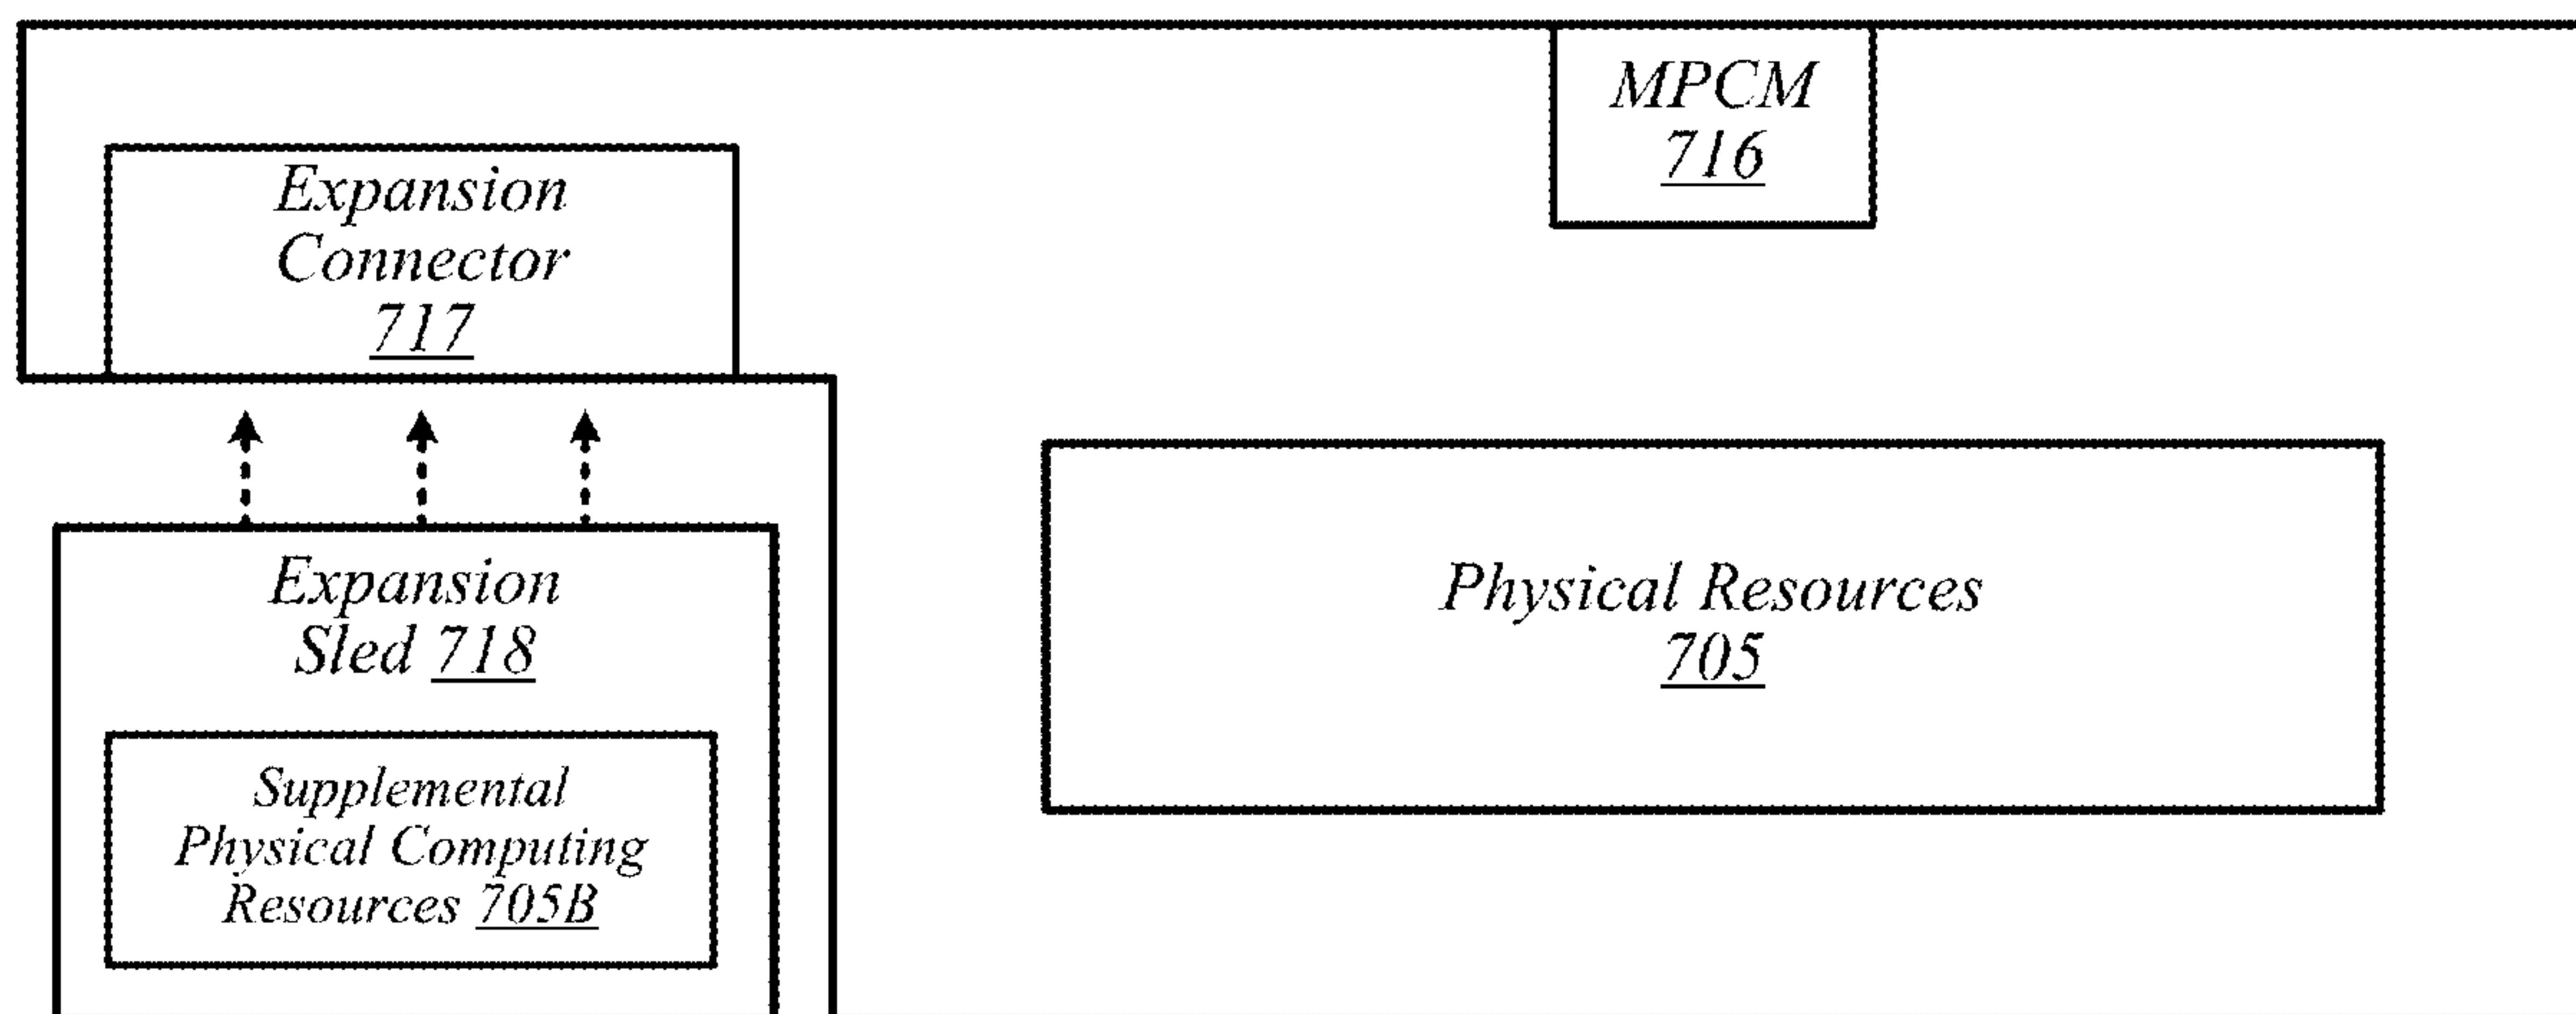 MPCM
716
Expansion
Connector
717
Expansion
Sled 718
Physical Resources
705
Supplemental
Physical Computing
Resources 705B